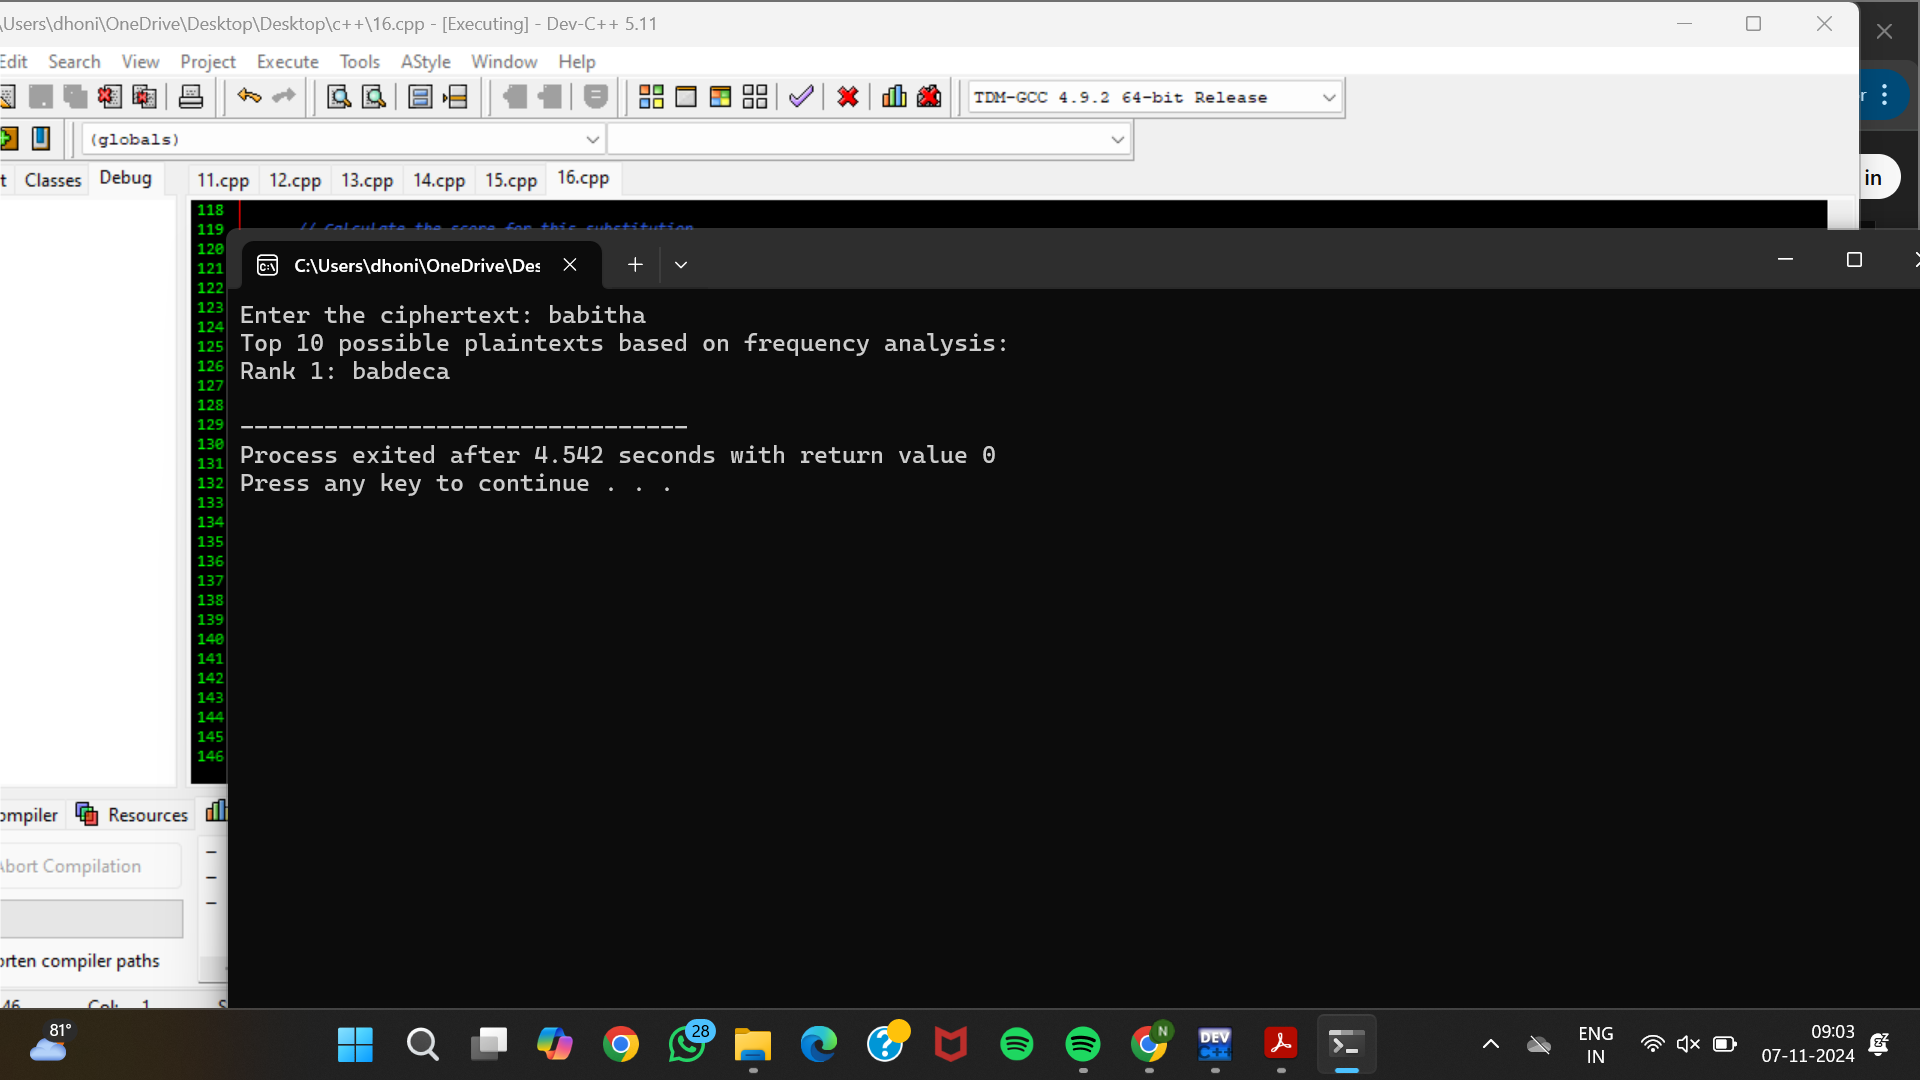 \Users\dhoni\OneDrive\Desktop\Desktop\c++\16.cpp - [Executing] - Dev-C++ 5.11
Edit Search View Project Execute Tools AStyle Window Help
TDM-GCC 4.9.2 64-bit Release
(globals)
t Classes Debug
11.cpp 12.cpp 13.cpp 14.cpp 15.cpp 16.cpp
in
118
119 // Calculate the score for this substitution
120
121
122
123
124
125
126
127
128
129
130
131
132
133
134
135
136
137
138
139
140
141
142
143
144
145
146
C:\Users\dhoni\OneDrive\Des
Enter the ciphertext: babitha
Top 10 possible plaintexts based on frequency analysis:
Rank 1: babdeca
--------------------------------
Process exited after 4.542 seconds with return value 0
Press any key to continue . . .
ompiler Resources
Abort Compilation
orten compiler paths
46 Col: 1
81°
28
N
DEV C++
ENG
IN
09:03
07-11-2024